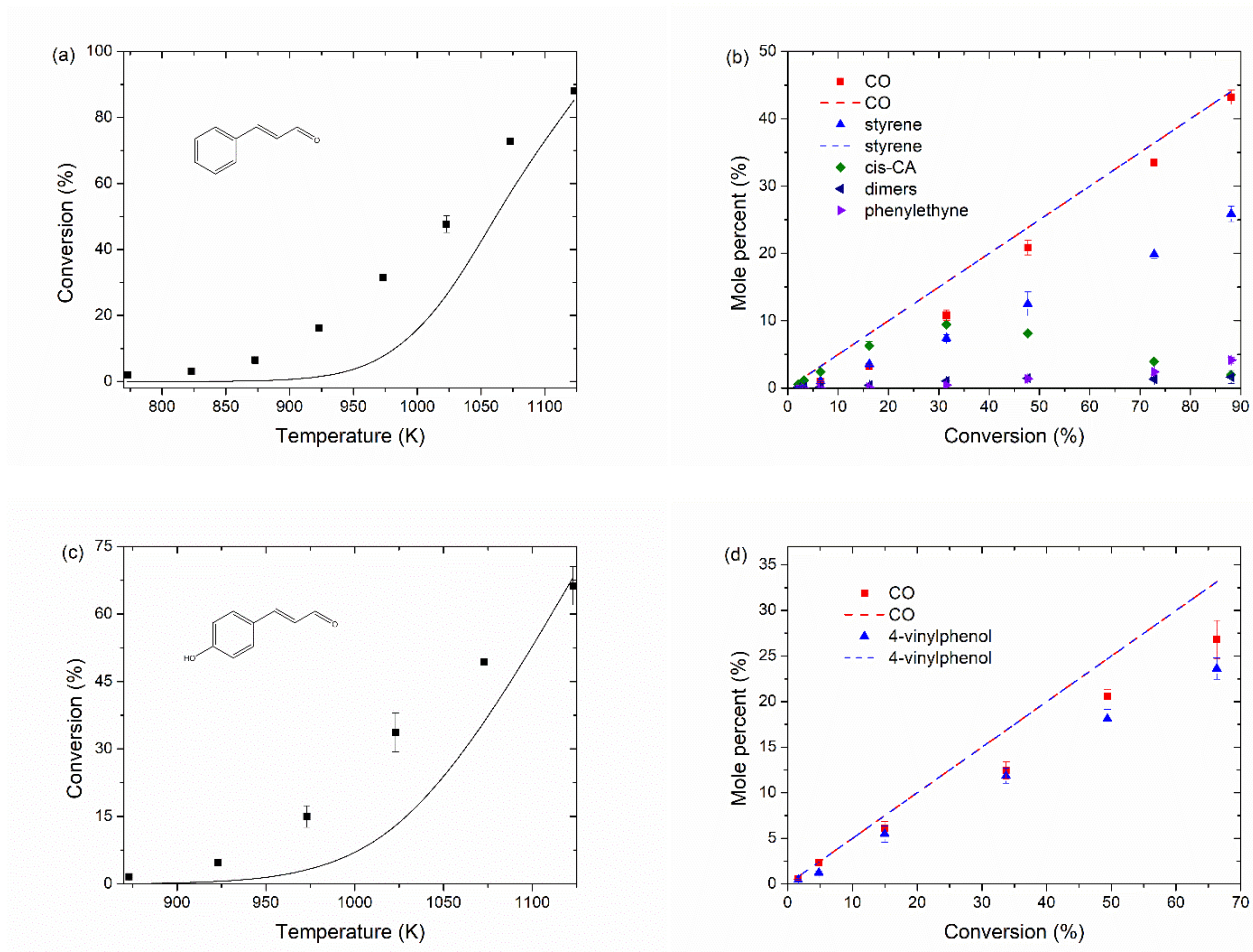 (a)
100
80
60
40
20
0
Conversion (%)
O
800
850
900
950
1000
1050
1100
Temperature (K)
(b)
50
40
30
20
10
0
Mole percent (%)
CO
CO
styrene
styrene
cis-CA
dimers
phenylethyne
0
10
20
30
40
50
60
70
80
90
Conversion (%)
(c)
75
60
45
30
15
0
Conversion (%)
O
HO
900
950
1000
1050
1100
Temperature (K)
(d)
35
30
25
20
15
10
5
0
Mole percent (%)
CO
CO
4-vinylphenol
4-vinylphenol
0
10
20
30
40
50
60
70
Conversion (%)